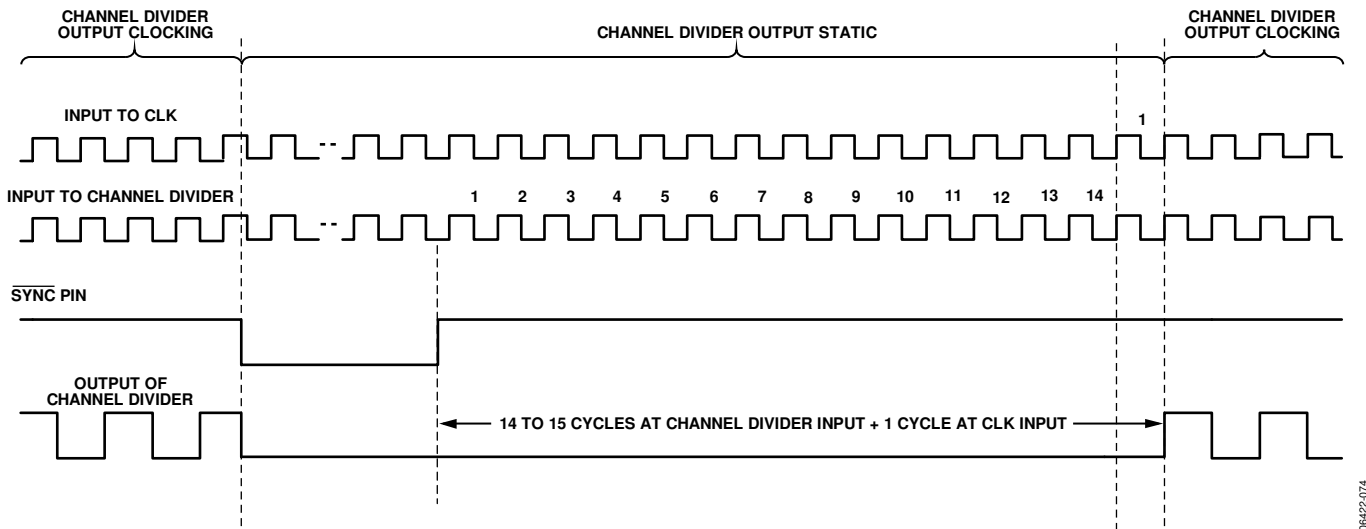 CHANNEL DIVIDER
OUTPUT CLOCKING
CHANNEL DIVIDER OUTPUT STATIC
CHANNEL DIVIDER
OUTPUT CLOCKING
INPUT TO CLK
1
INPUT TO CHANNEL DIVIDER
1 2 3 4 5 6 7 8 9 10 11 12 13 14
SYNC PIN
OUTPUT OF
CHANNEL DIVIDER
14 TO 15 CYCLES AT CHANNEL DIVIDER INPUT + 1 CYCLE AT CLK INPUT
06422-074